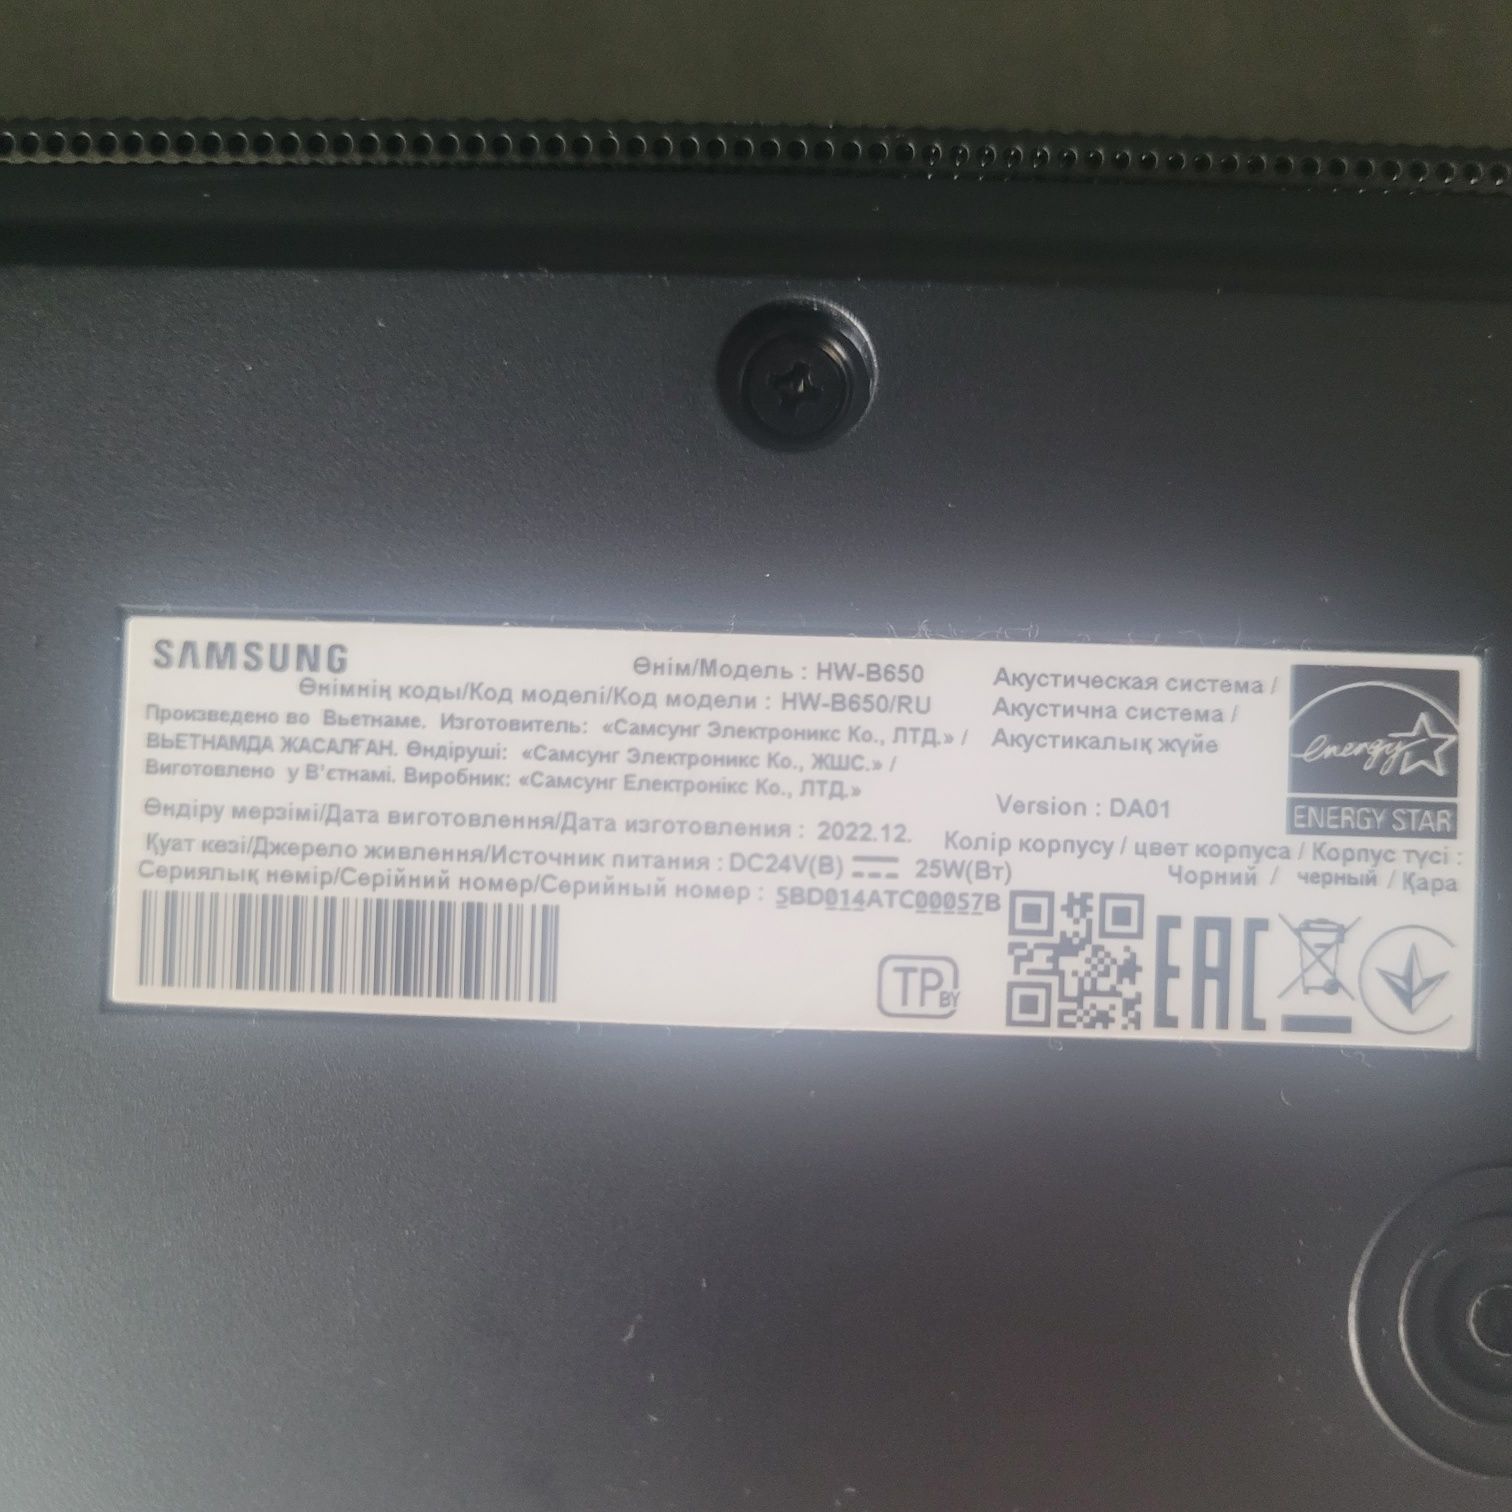 SAMSUNG
Өнім/Модель : HW-B650
Өнімнің коды/Код моделі/Код модели : HW-B650/RU
Произведено во Вьетнаме. Изготовитель: «Самсунг Электроникс Ко., ЛТД.» /
ВЬЕТНАМДА ЖАСАЛҒАН. Өндіруші: «Самсунг Электроникс Ко., ЖШС.» /
Виготовлено у В'єтнамі. Виробник: «Самсунг Електронікс Ко., ЛТД.»
Өндіру мерзімі/Дата виготовлення/Дата изготовления : 2022.12.
Қуат көзі/Джерело живлення/Источник питания : DC24V(В) 25W(Вт)
Сериялық нөмір/Серійний номер/Серийный номер : 5BD014ATC00057B
Акустическая система /
Акустична система /
Акустикалық жүйе
Version : DA01
Колір корпусу / цвет корпуса / Корпус түсі :
Чорний / черный / Қара
energy
ENERGY STAR
TP BY
EAC